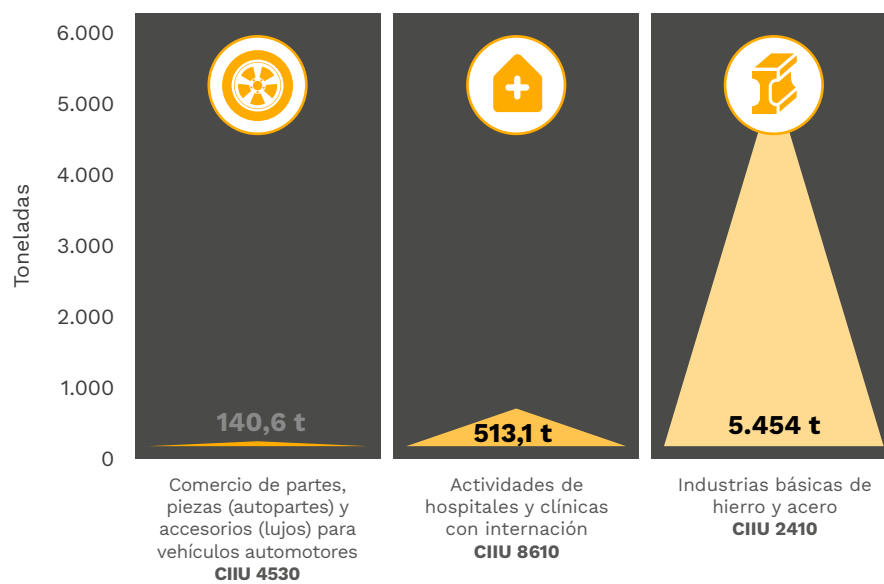 6.000
5.000
4.000
3.000
2.000
1.000
0
Toneladas
140,6 t
513,1 t
5.454 t
Comercio de partes,
piezas (autopartes) y
accesorios (lujos) para
vehículos automotores
CIIU 4530
Actividades de
hospitales y clínicas
con internación
CIIU 8610
Industrias básicas de
hierro y acero
CIIU 2410